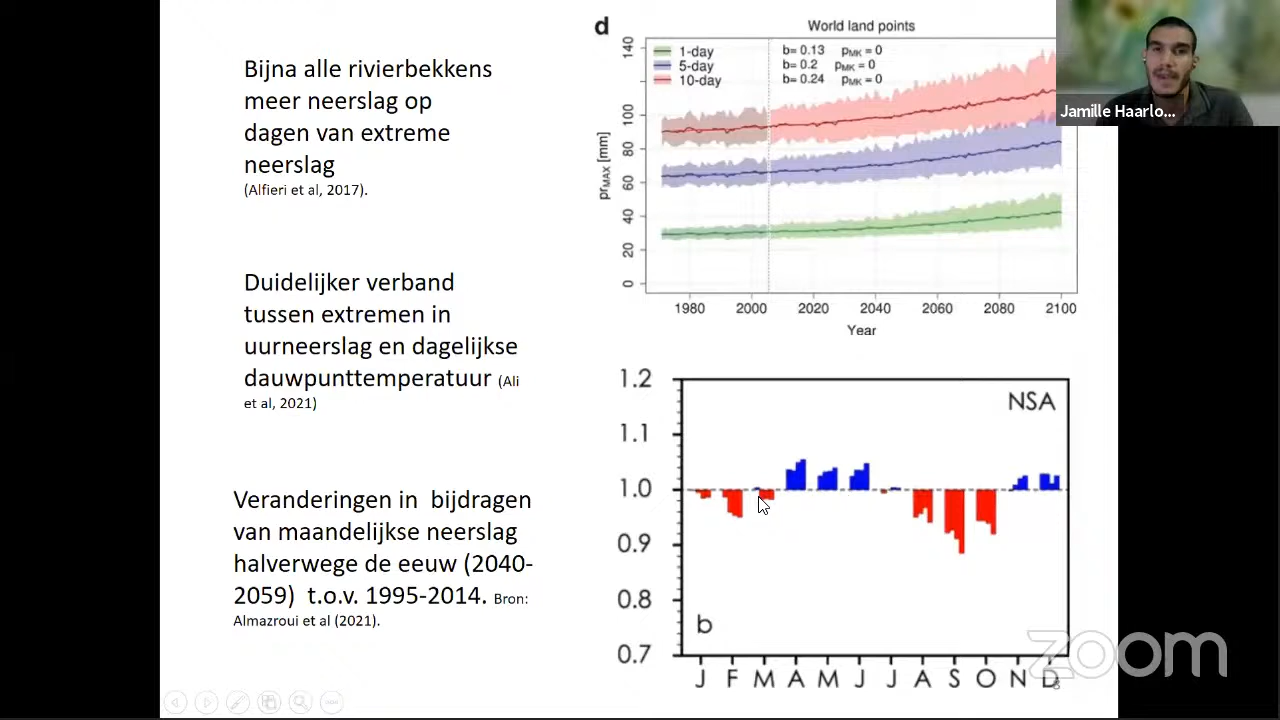 Bijna alle rivierbekkens
meer neerslag op
dagen van extreme
neerslag
(Alfieri et al, 2017).
Duidelijker verband
tussen extremen in
uurneerslag en dagelijkse
dauwpunttemperatuur (Ali
et al, 2021)
Veranderingen in bijdragen
van maandelijkse neerslag
halverwege de eeuw (2040-
2059) t.o.v. 1995-2014. Bron:
Almazroui et al (2021).
d
World land points
1-day b= 0.13 pMK = 0
5-day b= 0.2 pMK = 0
10-day b= 0.24 pMK = 0
prMAX [mm]
140
100
80
60
40
20
0
1980 2000 2020 2040 2060 2080 2100
Year
Jamille Haarlo...
1.2
1.1
1.0
0.9
0.8
0.7
NSA
b
J F M A M J J A S O N D
zoom